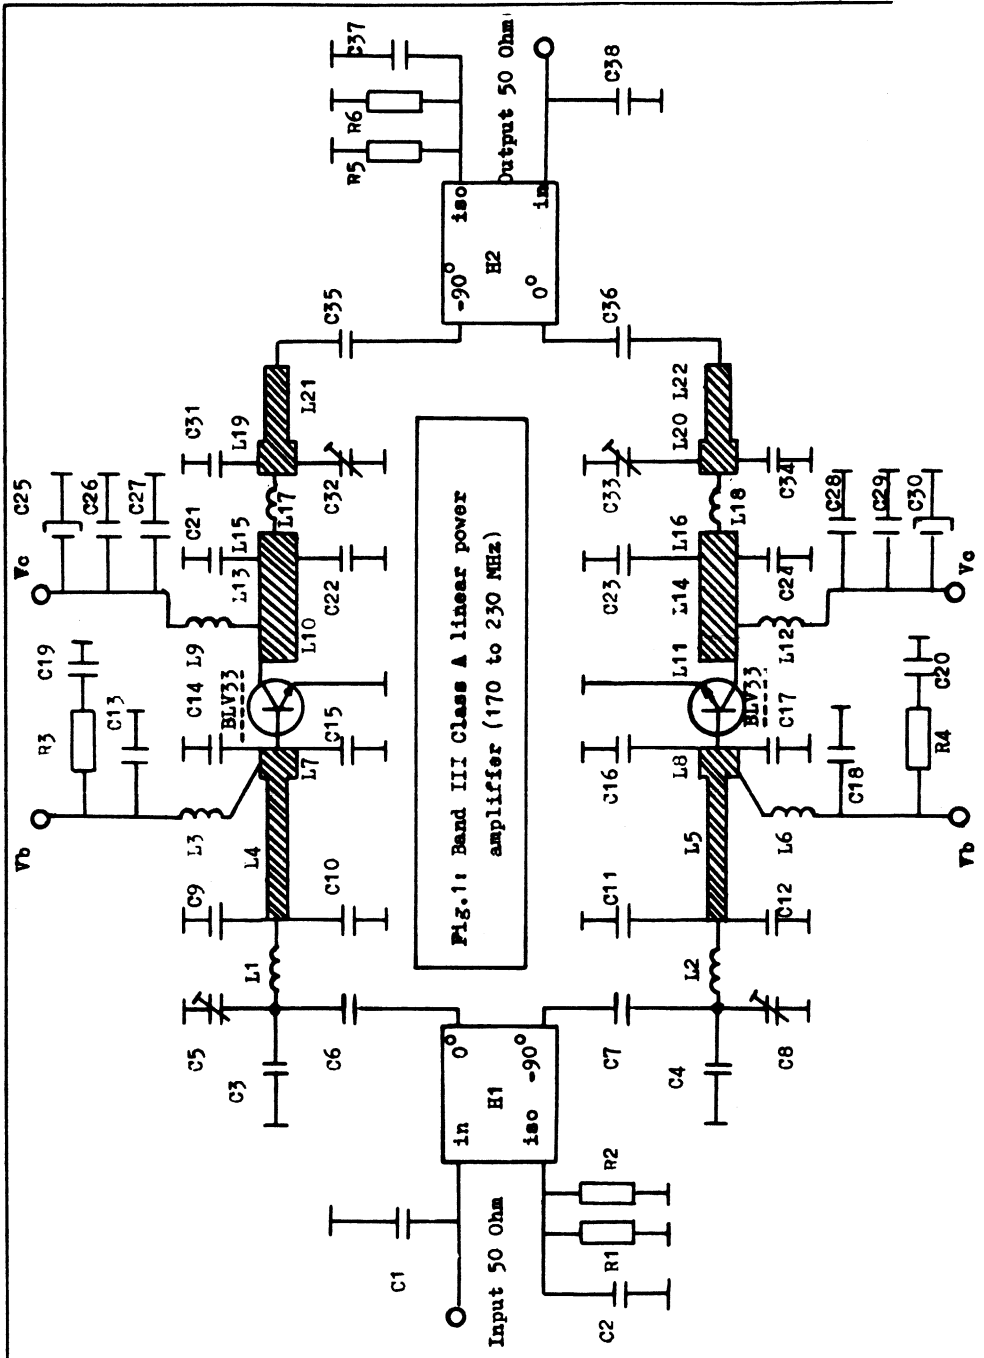 C25
Vc
C26
C27
R3
C19
C13
Vb
L9
L3
C5
C3
C9
C14
BLV33
C21
C31
L13
L15
L19
L10
L7
L4
L1
C6
C10
C15
C22
L17
C32
L21
C35
C37
R6
R5
iso
-90°
H2
in
0°
Output 50 Ohm
C38
C36
Fig.1: Band III Class A linear power
amplifier (170 to 230 MHz)
C1
Input 50 Ohm
in
0°
H1
iso
-90°
R2
R1
C2
C7
C4
C8
L2
C11
C12
L5
L8
L6
C16
C17
BLV33
L11
L14
L16
C23
C24
L12
L18
L20
L22
C33
C34
C28
C29
C30
Vc
C20
R4
C18
Vb